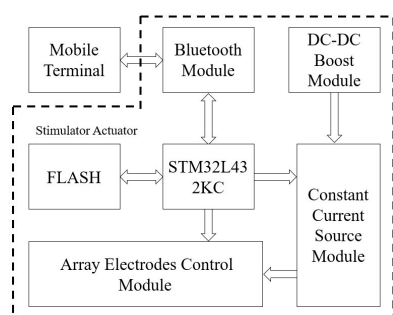 Mobile
Terminal
Bluetooth
Module
DC-DC
Boost
Module
Stimulator Actuator
FLASH
STM32L43
2KC
Constant
Current
Source
Module
Array Electrodes Control
Module